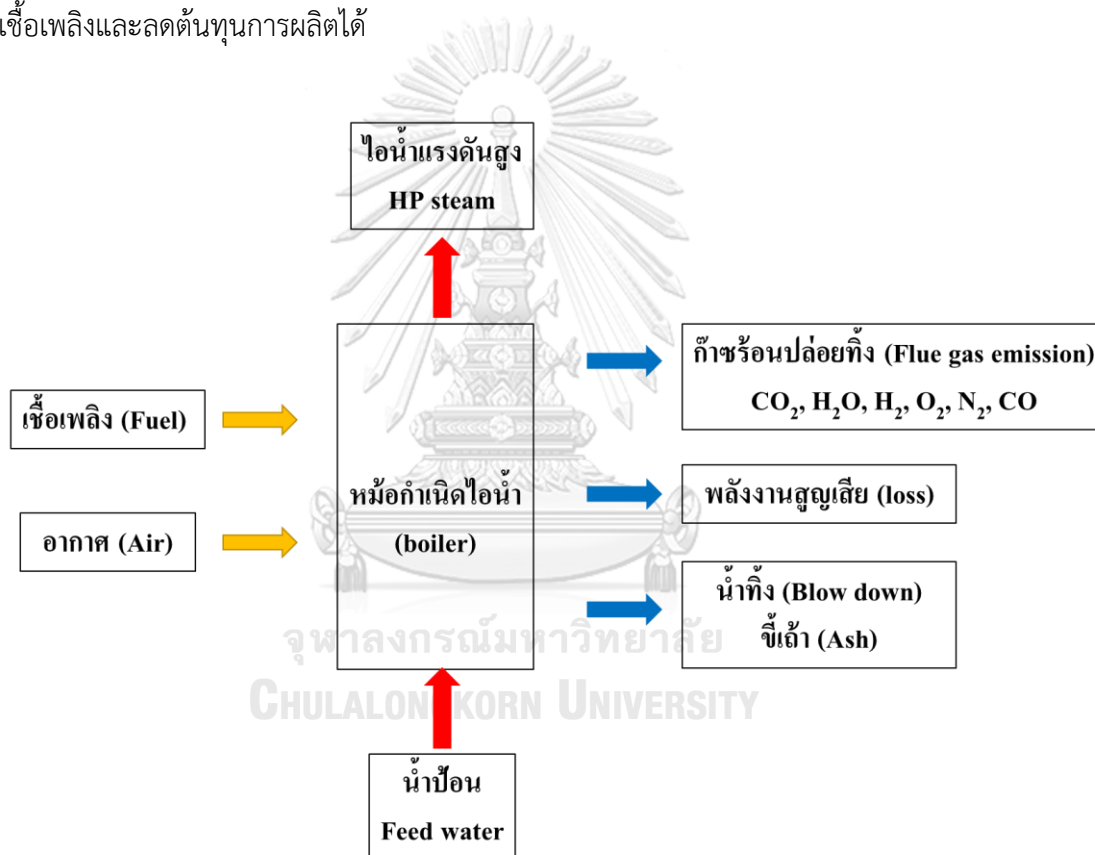 เชื้อเพลิงและลดต้นทุนการผลิตได้
ไอน้ำแรงดันสูง
HP steam
ก๊าซร้อนปล่อยทิ้ง (Flue gas emission)
CO₂, H₂O, H₂, O₂, N₂, CO
เชื้อเพลิง (Fuel)
พลังงานสูญเสีย (loss)
หม้อกำเนิดไอน้ำ
(boiler)
อากาศ (Air)
น้ำทิ้ง (Blow down)
ขี้เถ้า (Ash)
จุฬาลงกรณ์มหาวิทยาลัย
CHULALONGKORN UNIVERSITY
น้ำป้อน
Feed water